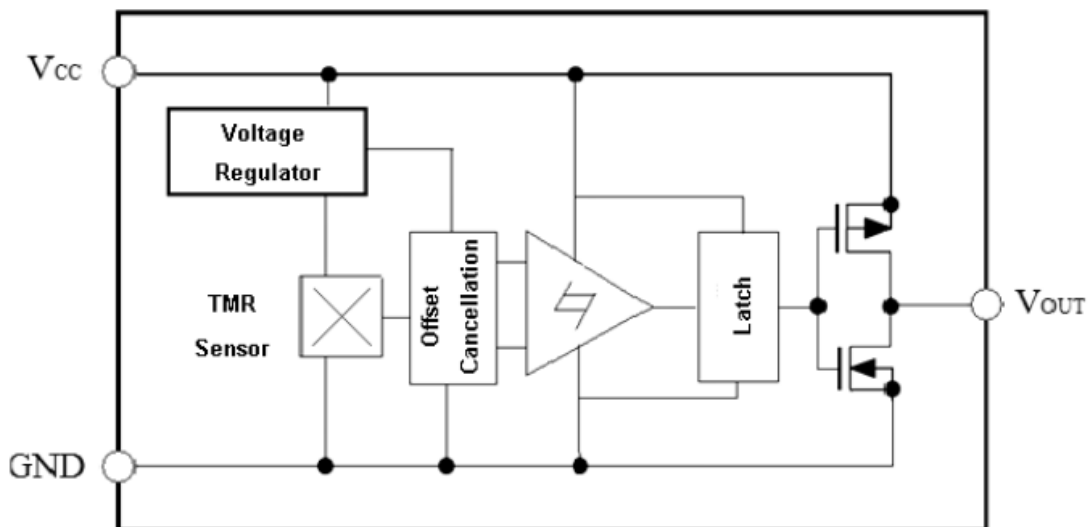 VCC
Voltage
Regulator
TMR
Sensor
Offset
Cancellation
Latch
VOUT
GND